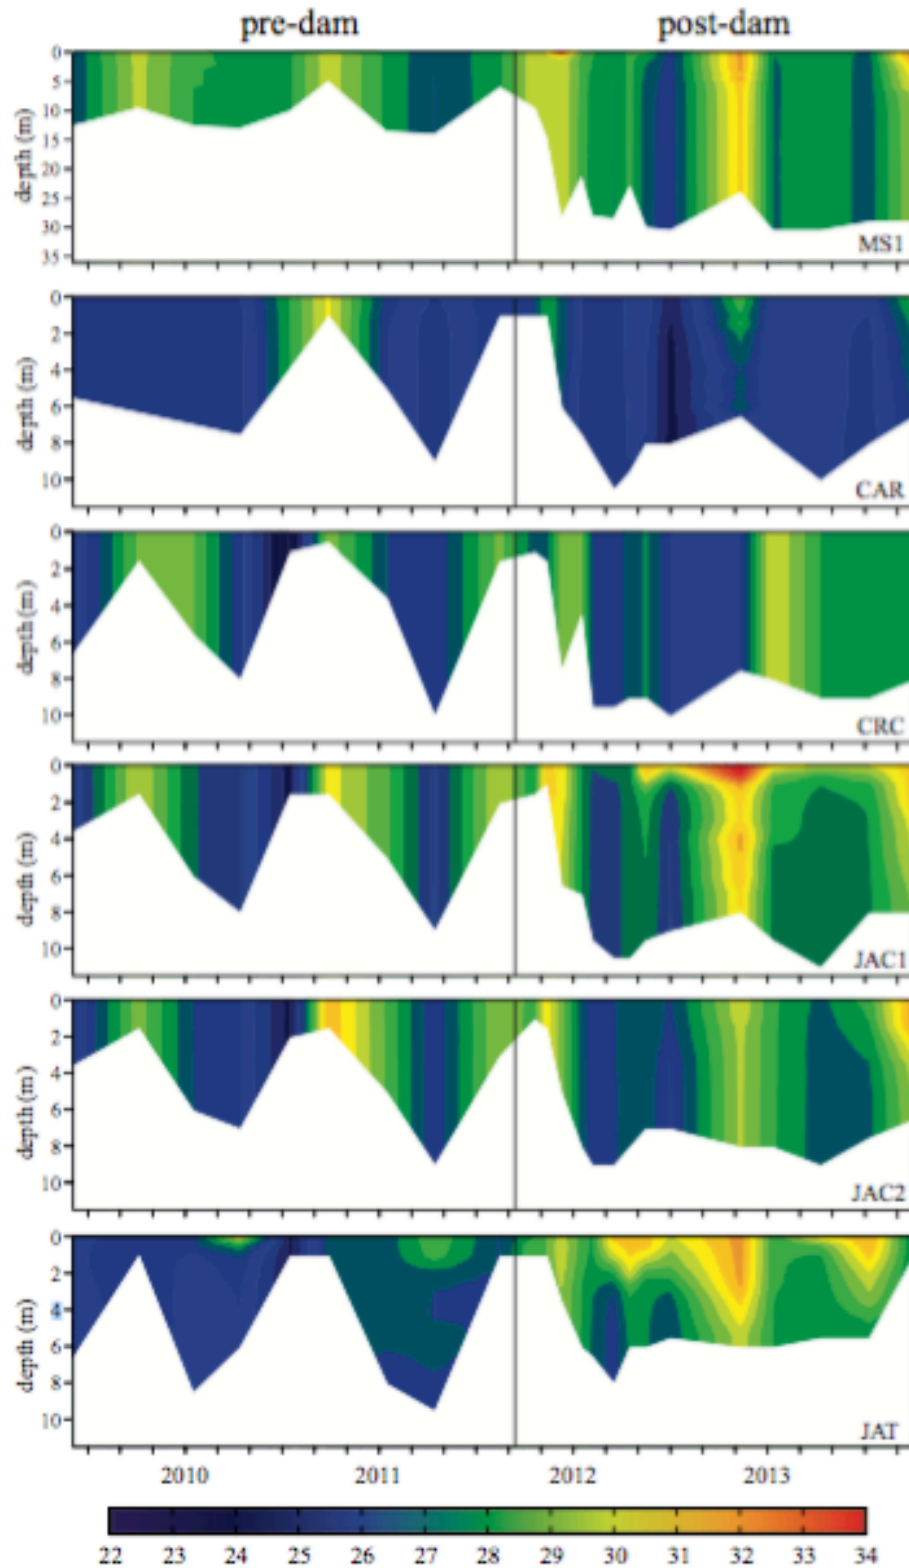 pre-dam post-dam
0
5
10
15
20
25
30
35
depth (m)
MS1
0
2
4
6
8
10
depth (m)
CAR
0
2
4
6
8
10
depth (m)
CRC
0
2
4
6
8
10
depth (m)
JAC1
0
2
4
6
8
10
depth (m)
JAC2
0
2
4
6
8
10
depth (m)
JAT
2010 2011 2012 2013
22 23 24 25 26 27 28 29 30 31 32 33 34